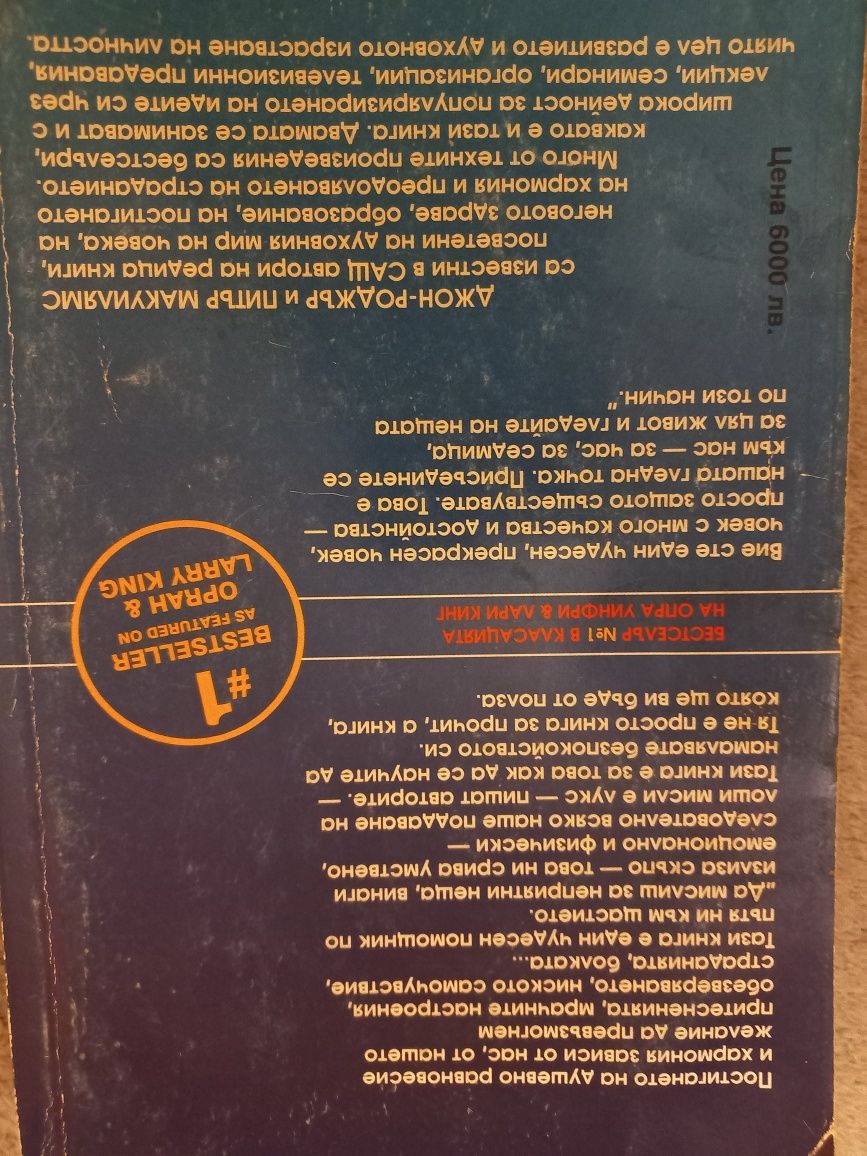 Постигането на душевно равновесие
и хармония зависи от нас, от нашето
желание да превъзмогнем
притесненията, мрачните настроения,
обезверяването, ниското самочувствие,
страданията, болката...
Тази книга е един чудесен помощник по
пътя ни към щастието.
„Да мислиш за неприятни неща, винаги
излиза скъпо — това ни срива умствено,
емоционално и физически —
следователно всяко наше поддаване на
лоши мисли е лукс — пишат авторите. —
Тази книга е за това как да се научите да
намалявате безпокойството си.
Тя не е просто книга за прочит, а книга,
която ще ви бъде от полза.
#1
BESTSELLER
AS FEATURED ON
OPRAH &
LARRY KING
БЕСТСЕЛЪР №1 В КЛАСАЦИЯТА
НА ОПРА УИНФРИ & ЛАРИ КИНГ
Вие сте един чудесен, прекрасен човек,
човек с много качества и достойнства —
просто защото съществувате. Това е
нашата гледна точка. Присъединете се
към нас — за час, за седмица,
за цял живот и гледайте на нещата
по този начин.“
ДЖОН-РОДЖЪР и ПИТЪР МАКУИЛЯМС
са известни в САЩ автори на редица книги,
посветени на духовния мир на човека, на
неговото здраве, образование, на постигането
на хармония и преодоляването на страданието.
Много от техните произведения са бестселъри,
каквато е и тази книга. Двамата се занимават и с
широка дейност за популяризирането на идеите си чрез
лекции, семинари, организации, телевизионни предавания,
чиято цел е развитието и духовното израстване на личността.
Цена 6000 лв.